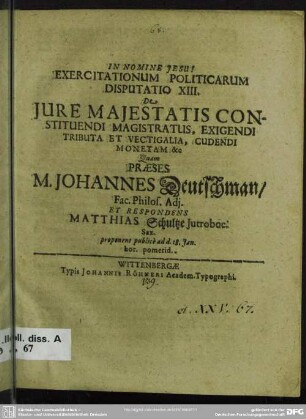 IN NOMINE JESU!
EXERCITATIONUM POLITICARUM
DISPUTATIO XIII.
De
JURE MAJESTATIS CON-
STITUENDI MAGISTRATUS, EXIGENDI
TRIBUTA ET VECTIGALIA, CUDENDI
MONETAM &c
Quam
PRÆSES
M. JOHANNES Deutschman/
Fac. Philos. Adj.
ET RESPONDENS
MATTHIAS Schultze Jutroboc.
Sax.
proponent publicè ad d. 18. Jan.
hor. pomerid.
WITTENBERGÆ
Typis JOHANNIS RÖHNERI Academ. Typographi.
Coll. diss. A
67